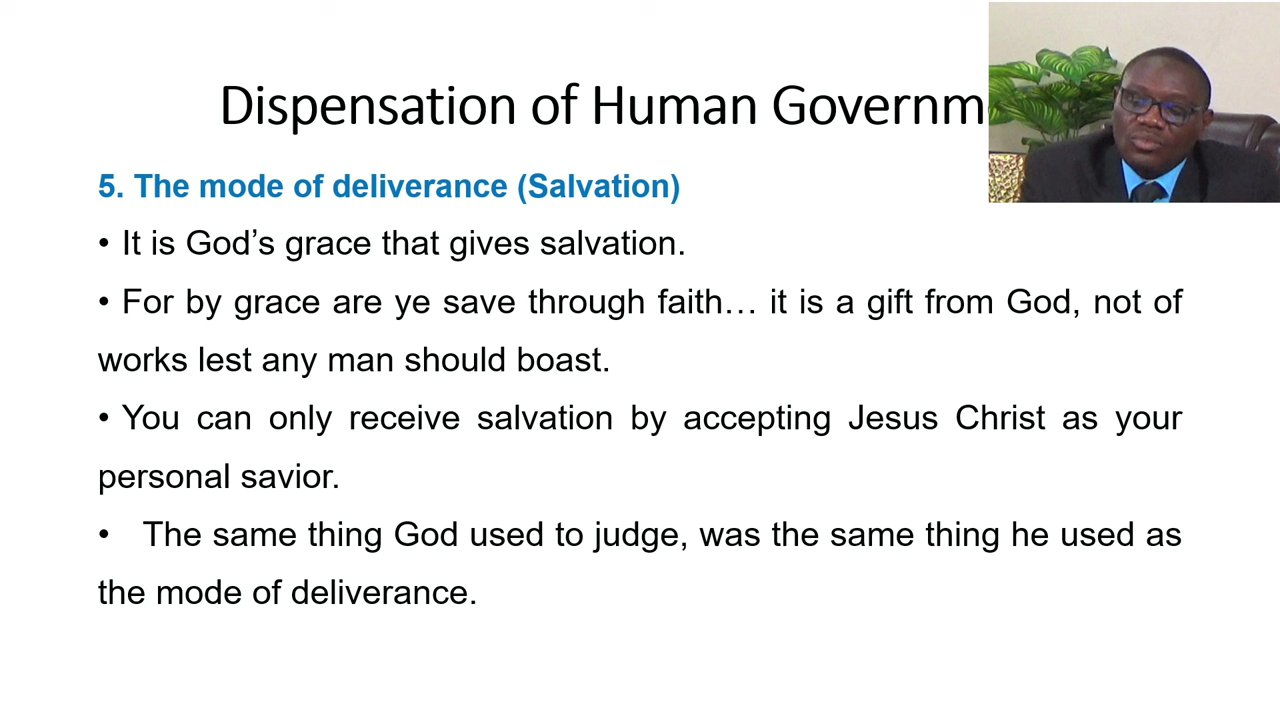 Dispensation of Human Governm
5. The mode of deliverance (Salvation)
• It is God’s grace that gives salvation.
• For by grace are ye save through faith… it is a gift from God, not of
works lest any man should boast.
• You can only receive salvation by accepting Jesus Christ as your
personal savior.
• The same thing God used to judge, was the same thing he used as
the mode of deliverance.